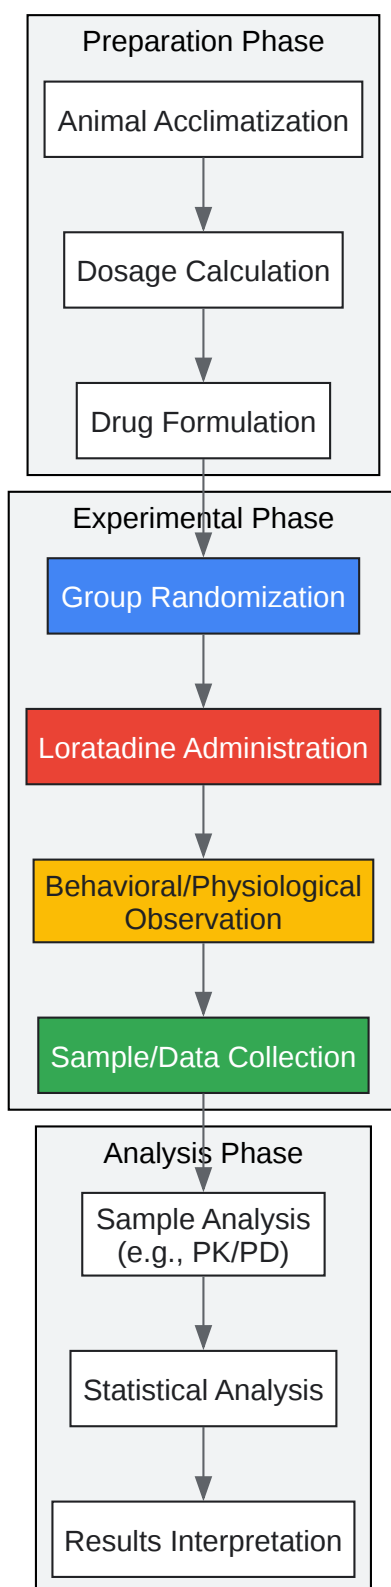 Preparation Phase
Animal Acclimatization
Dosage Calculation
Drug Formulation
Experimental Phase
Group Randomization
Loratadine Administration
Behavioral/Physiological
Observation
Sample/Data Collection
Analysis Phase
Sample Analysis
(e.g., PK/PD)
Statistical Analysis
Results Interpretation